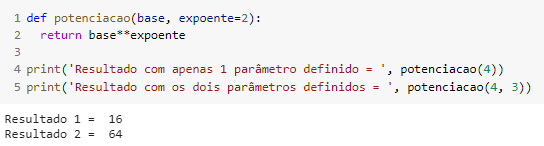 1 def potenciacao(base, expoente=2):
2   return base**expoente
3
4 print('Resultado com apenas 1 parâmetro definido = ', potenciacao(4))
5 print('Resultado com os dois parâmetros definidos = ', potenciacao(4, 3))
Resultado 1 =  16
Resultado 2 =  64